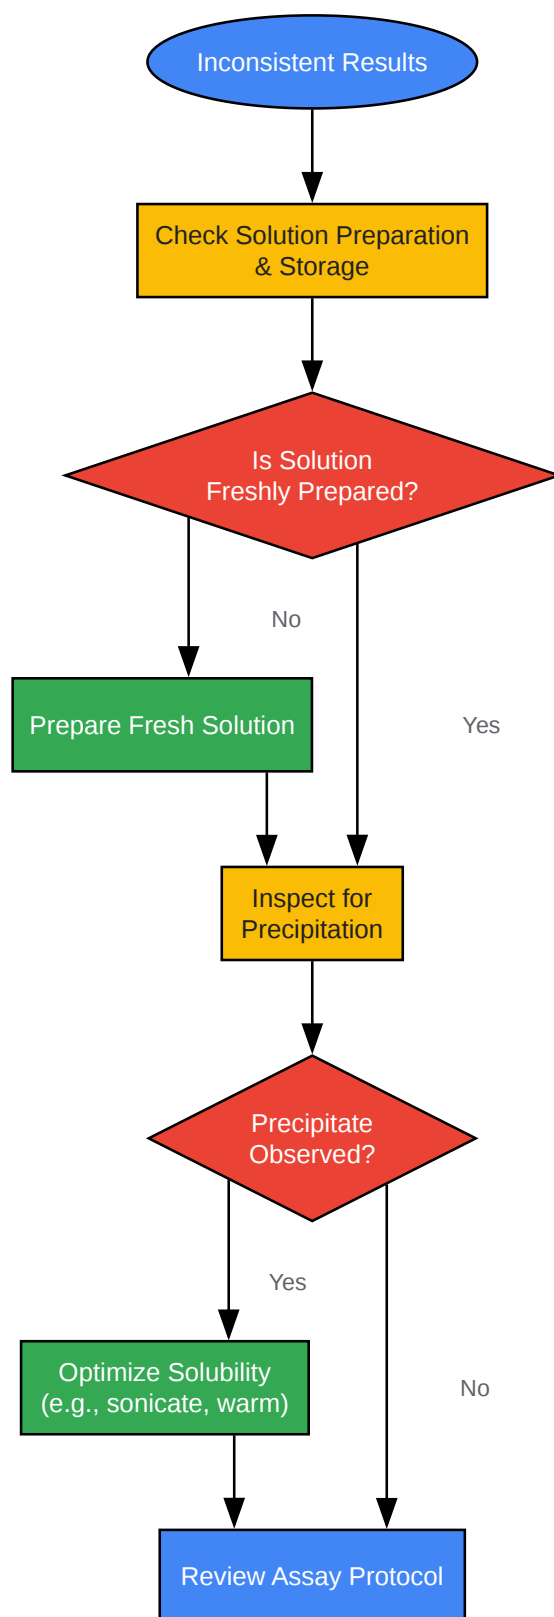 Inconsistent Results
Check Solution Preparation
& Storage
Is Solution
Freshly Prepared?
No
Prepare Fresh Solution
Yes
Inspect for
Precipitation
Precipitate
Observed?
Yes
Optimize Solubility
(e.g., sonicate, warm)
No
Review Assay Protocol